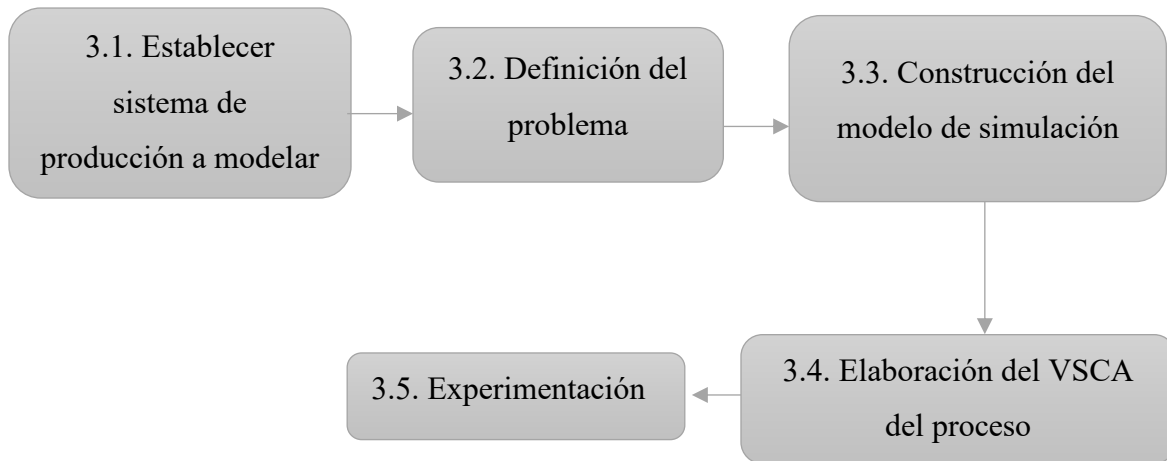 3.1. Establecer
sistema de
producción a modelar
3.2. Definición del
problema
3.3. Construcción del
modelo de simulación
3.4. Elaboración del VSCA
del proceso
3.5. Experimentación